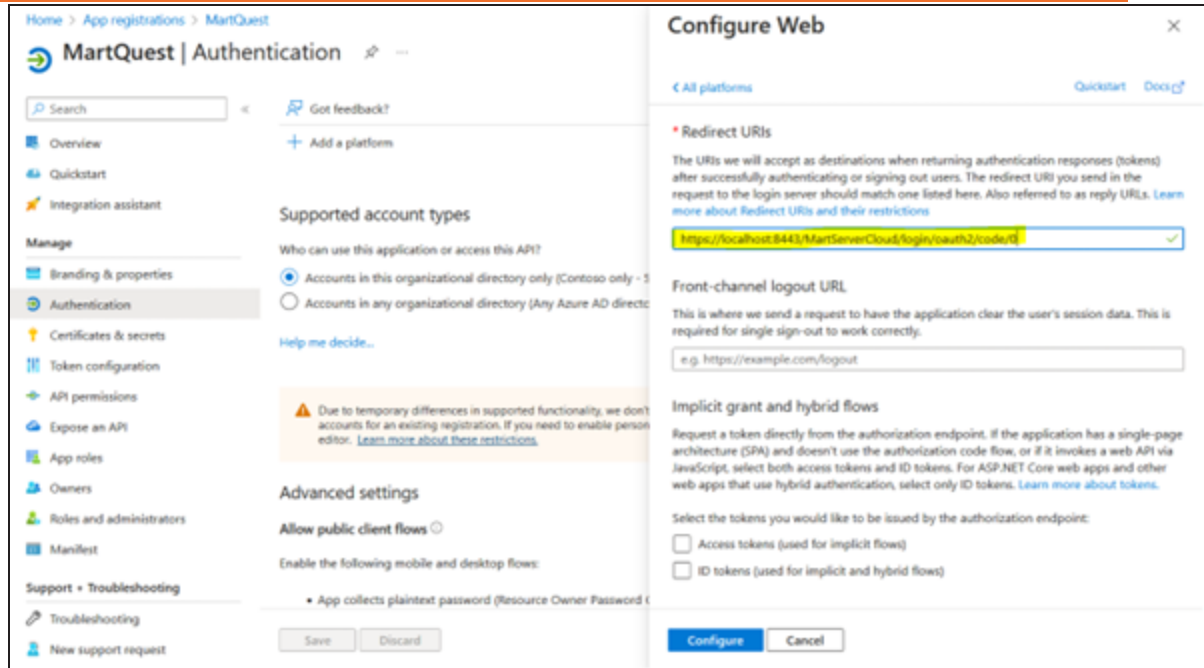 Home > App registrations > MartQuest
MartQuest | Authentication
Search
Overview
Quickstart
Integration assistant
Manage
Branding & properties
Authentication
Certificates & secrets
Token configuration
API permissions
Expose an API
App roles
Owners
Roles and administrators
Manifest
Support + Troubleshooting
Troubleshooting
New support request
Got feedback?
Add a platform
Supported account types
Who can use this application or access this API?
Accounts in this organizational directory only (Contoso only -
Accounts in any organizational directory (Any Azure AD directo
Help me decide...
Due to temporary differences in supported functionality, we don't
accounts for an existing registration. If you need to enable person
editor. Learn more about these restrictions.
Advanced settings
Allow public client flows
Enable the following mobile and desktop flows:
• App collects plaintext password (Resource Owner Password
Save Discard
Configure Web
All platforms
Quickstart Docs
* Redirect URIs
The URIs we will accept as destinations when returning authentication responses (tokens)
after successfully authenticating or signing out users. The redirect URI you send in the
request to the login server should match one listed here. Also referred to as reply URLs. Learn
more about Redirect URIs and their restrictions
https://localhost:8443/MartServerCloud/login/oauth2/code/0
Front-channel logout URL
This is where we send a request to have the application clear the user's session data. This is
required for single sign-out to work correctly.
e.g. https://example.com/logout
Implicit grant and hybrid flows
Request a token directly from the authorization endpoint. If the application has a single-page
architecture (SPA) and doesn't use the authorization code flow, or if it invokes a web API via
JavaScript, select both access tokens and ID tokens. For ASP.NET Core web apps and other
web apps that use hybrid authentication, select only ID tokens. Learn more about tokens.
Select the tokens you would like to be issued by the authorization endpoint:
Access tokens (used for implicit flows)
ID tokens (used for implicit and hybrid flows)
Configure Cancel